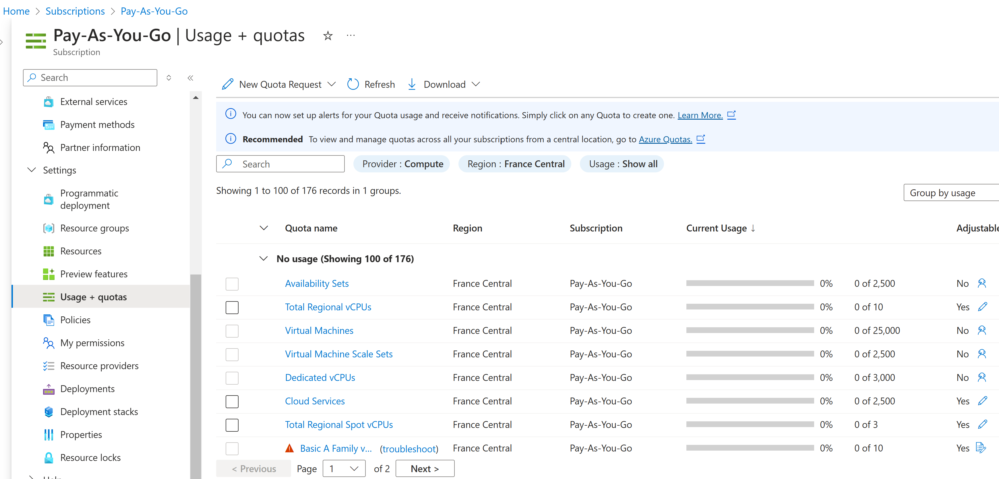 Home > Subscriptions > Pay-As-You-Go
Pay-As-You-Go | Usage + quotas
Subscription
Search
External services
Payment methods
Partner information
Settings
Programmatic
deployment
Resource groups
Resources
Preview features
Usage + quotas
Policies
My permissions
Resource providers
Deployments
Deployment stacks
Properties
Resource locks
New Quota Request Refresh Download
You can now set up alerts for your Quota usage and receive notifications. Simply click on any Quota to create one. Learn More.
Recommended To view and manage quotas across all your subscriptions from a central location, go to Azure Quotas.
Search Provider : Compute Region : France Central Usage : Show all
Showing 1 to 100 of 176 records in 1 groups.
Group by usage
Quota name Region Subscription Current Usage ↓ Adjustable
No usage (Showing 100 of 176)
Availability Sets France Central Pay-As-You-Go 0% 0 of 2,500 No
Total Regional vCPUs France Central Pay-As-You-Go 0% 0 of 10 Yes
Virtual Machines France Central Pay-As-You-Go 0% 0 of 25,000 No
Virtual Machine Scale Sets France Central Pay-As-You-Go 0% 0 of 2,500 No
Dedicated vCPUs France Central Pay-As-You-Go 0% 0 of 3,000 No
Cloud Services France Central Pay-As-You-Go 0% 0 of 2,500 Yes
Total Regional Spot vCPUs France Central Pay-As-You-Go 0% 0 of 3 Yes
Basic A Family v... (troubleshoot) France Central Pay-As-You-Go 0% 0 of 10 Yes
< Previous Page 1 of 2 Next >